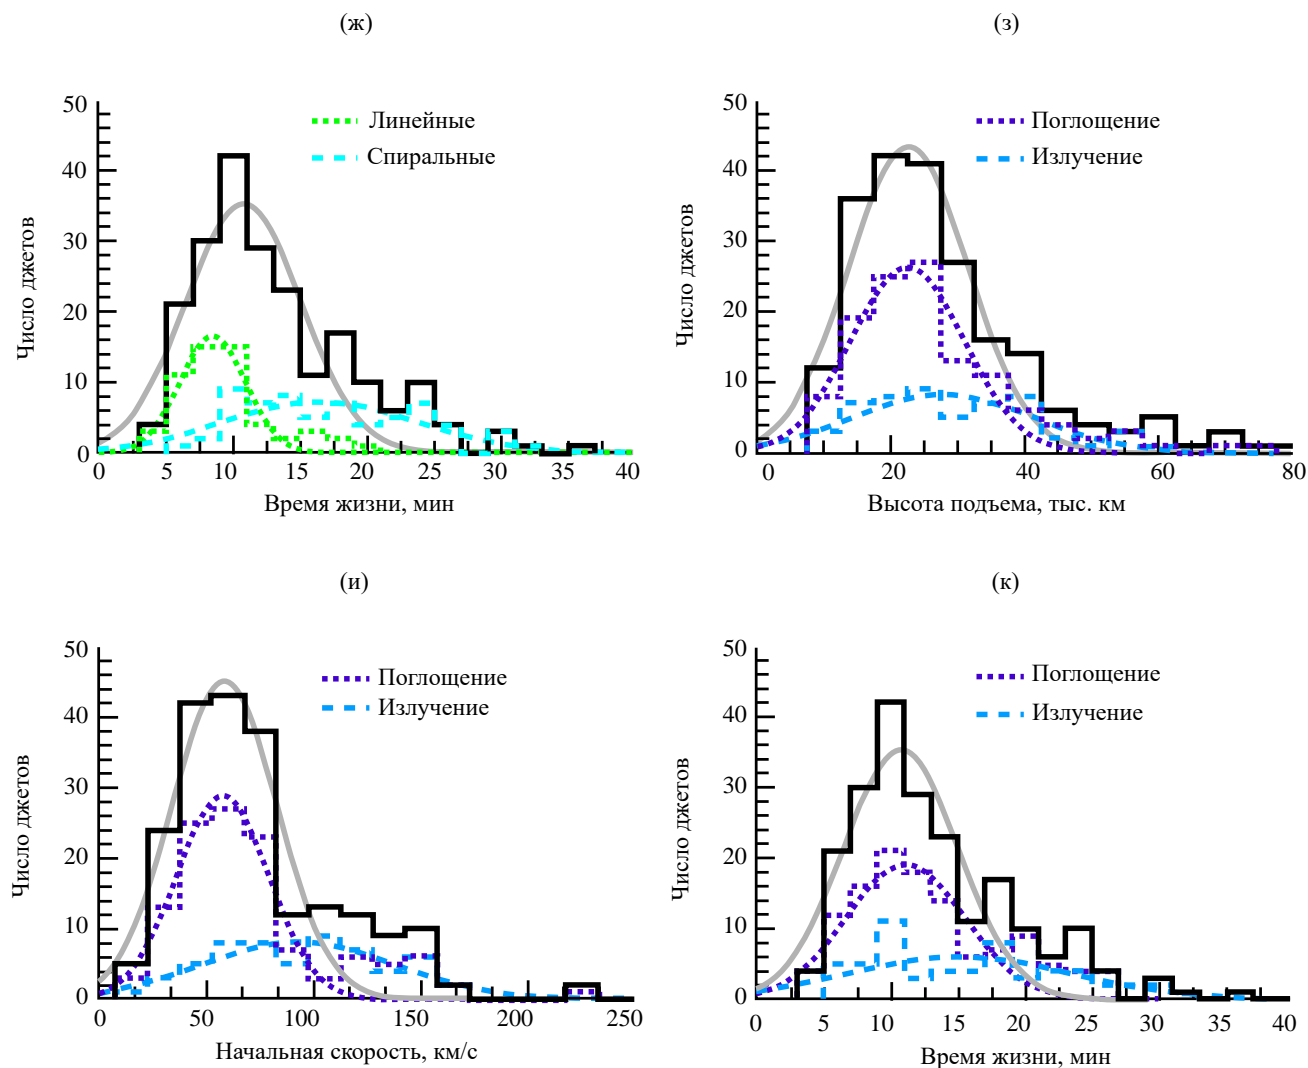 (ж)
50
40
30
20
10
0
Число джетов
Линейные
Спиральные
0 5 10 15 20 25 30 35 40
Время жизни, мин
(з)
50
40
30
20
10
0
Число джетов
Поглощение
Излучение
0 20 40 60 80
Высота подъема, тыс. км
(и)
50
40
30
20
10
0
Число джетов
Поглощение
Излучение
0 50 100 150 200 250
Начальная скорость, км/с
(к)
50
40
30
20
10
0
Число джетов
Поглощение
Излучение
0 5 10 15 20 25 30 35 40
Время жизни, мин